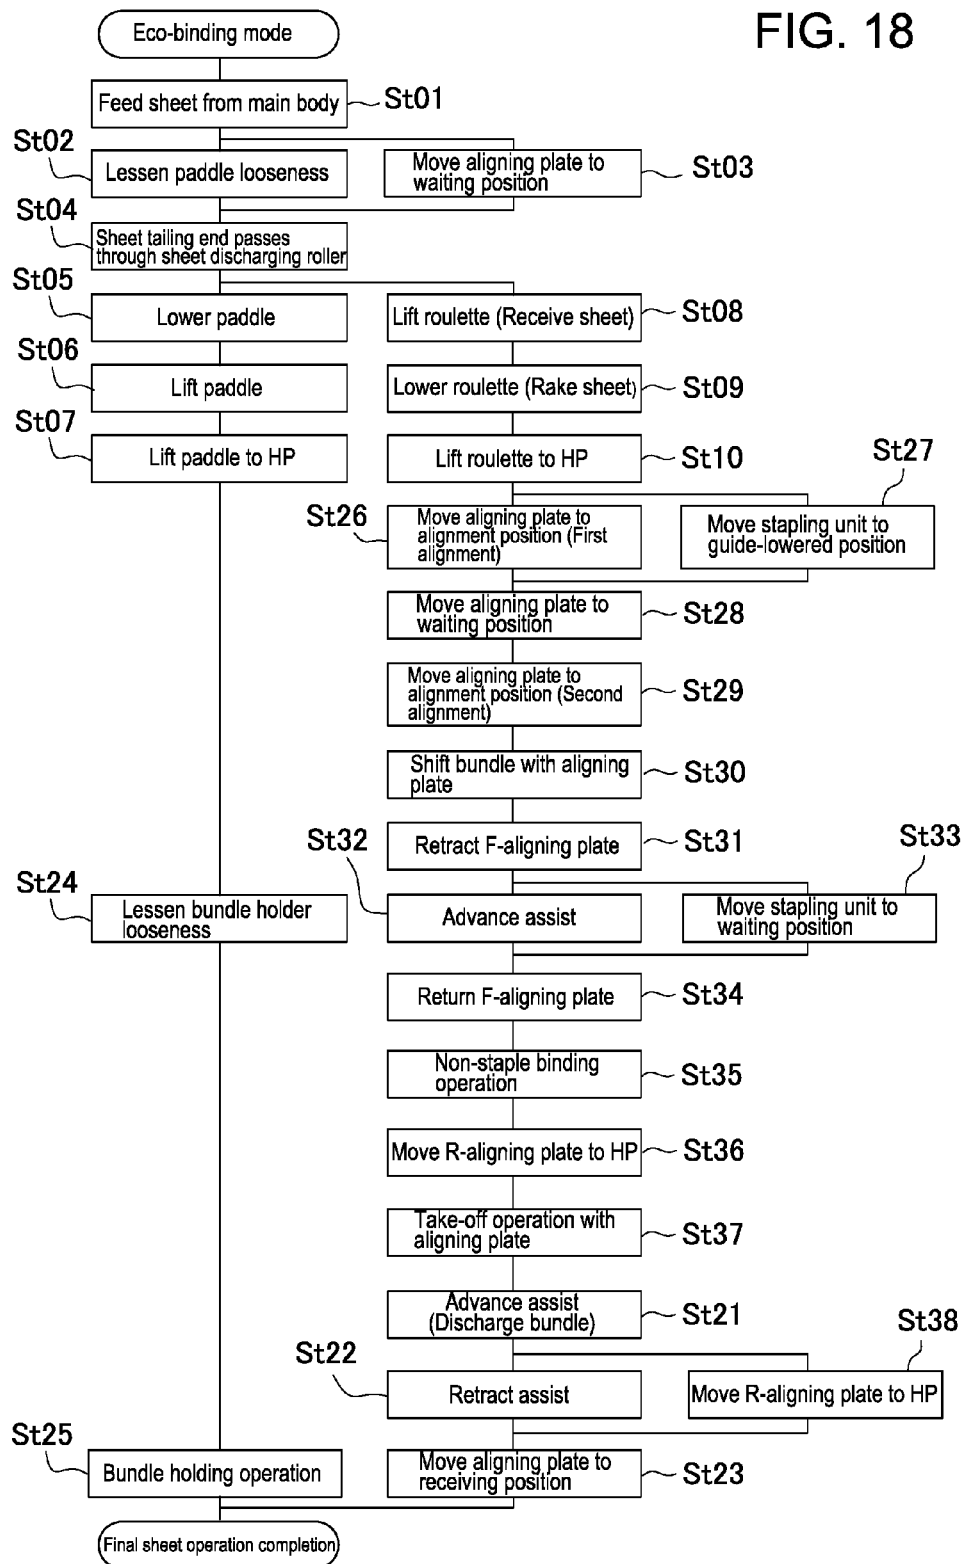 FIG. 18
Eco-binding mode
Feed sheet from main body
St01
St02
Lessen paddle looseness
Move aligning plate to
waiting position
St03
St04
Sheet tailing end passes
through sheet discharging roller
St05
Lower paddle
Lift roulette (Receive sheet)
St08
St06
Lift paddle
Lower roulette (Rake sheet)
St09
St07
Lift paddle to HP
Lift roulette to HP
St10
St27
St26
Move aligning plate to
alignment position (First
alignment)
Move stapling unit to
guide-lowered position
Move aligning plate to
waiting position
St28
Move aligning plate to
alignment position (Second
alignment)
St29
Shift bundle with aligning
plate
St30
Retract F-aligning plate
St31
St32
St33
St24
Lessen bundle holder
looseness
Advance assist
Move stapling unit to
waiting position
Return F-aligning plate
St34
Non-staple binding
operation
St35
Move R-aligning plate to HP
St36
Take-off operation with
aligning plate
St37
Advance assist
(Discharge bundle)
St21
St38
St22
Retract assist
Move R-aligning plate to HP
St25
Bundle holding operation
Move aligning plate to
receiving position
St23
Final sheet operation completion